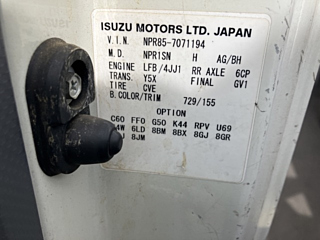 ISUZU MOTORS LTD. JAPAN
V.I.N. NPR85-7071194
M.D. NPR1SN H AG/BH
ENGINE LFB/4JJ1 RR AXLE 6CP
TRANS. Y5X FINAL GV1
TIRE CVE
B.COLOR/TRIM 729/155
OPTION
C60 FF0 G50 K44 RPV U69
6LD 8BM 8BX 8GJ 8GR
8JM